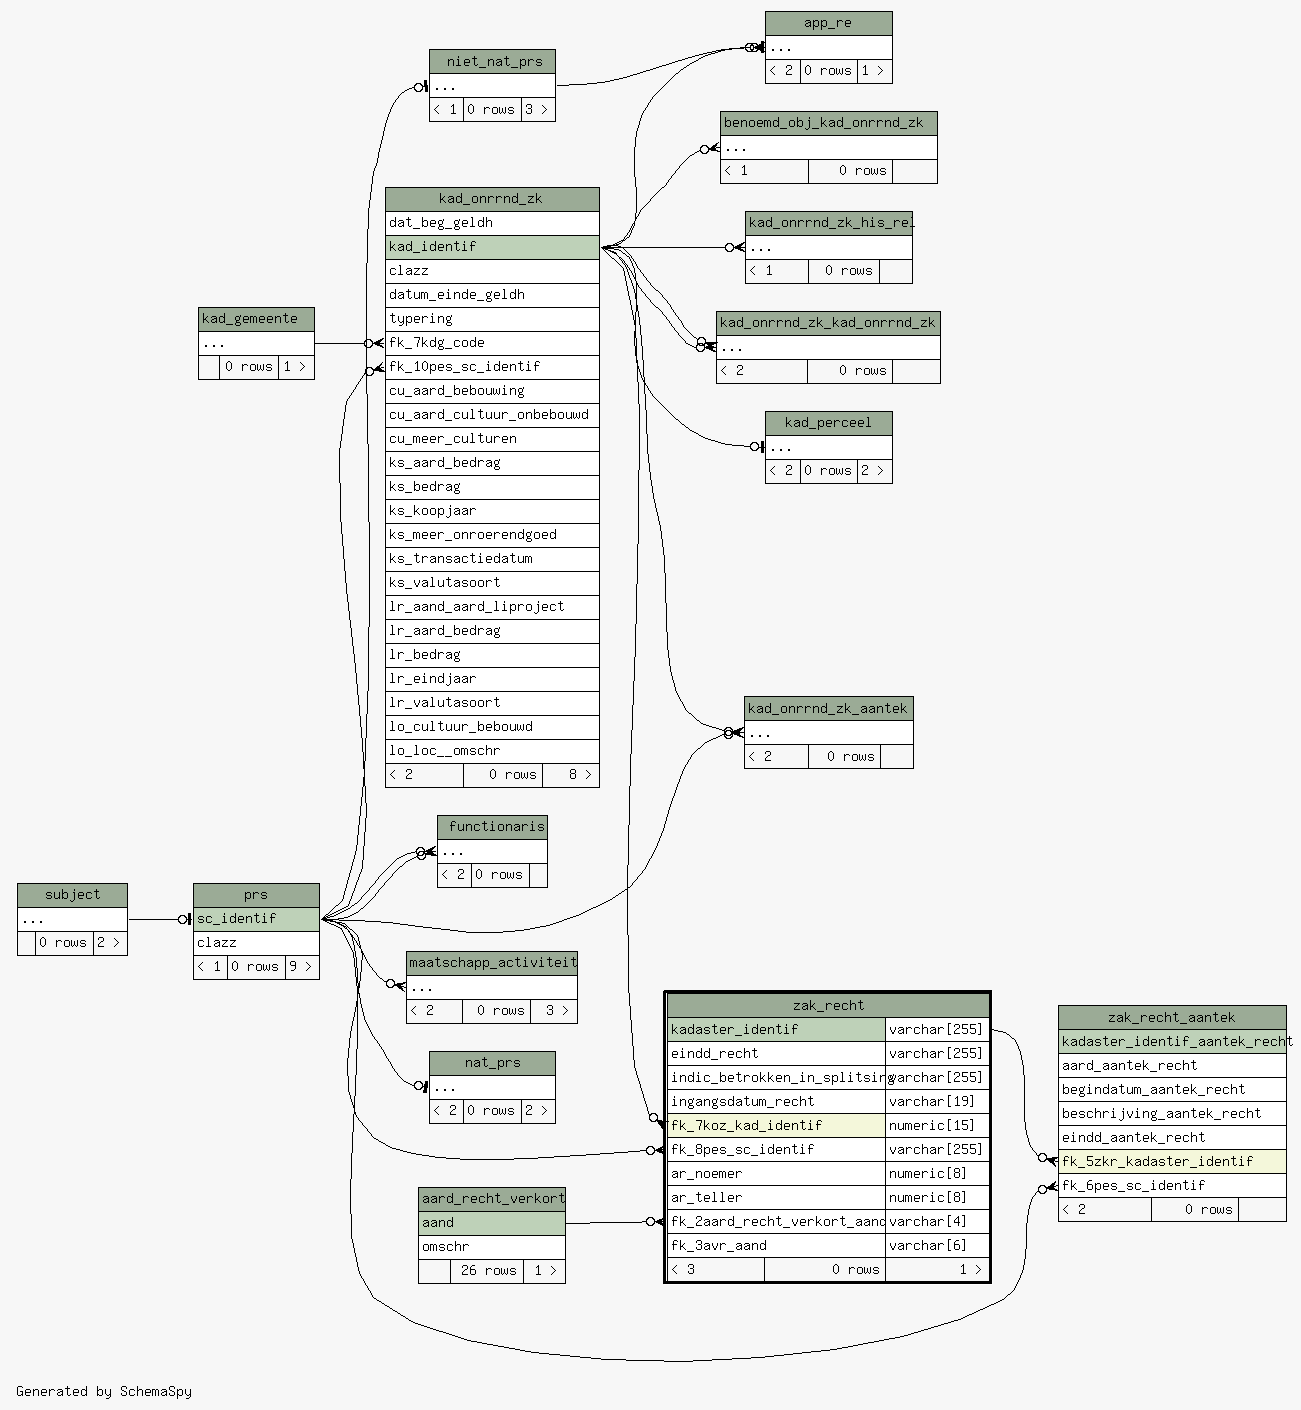 app_re
...
< 2 0 rows 1 >
niet_nat_prs
...
< 1 0 rows 3 >
benoemd_obj_kad_onrrnd_zk
...
< 1 0 rows
kad_onrrnd_zk
dat_beg_geldh
kad_identif
clazz
datum_einde_geldh
typering
fk_7kdg_code
fk_10pes_sc_identif
cu_aard_bebouwing
cu_aard_cultuur_onbebouwd
cu_meer_culturen
ks_aard_bedrag
ks_bedrag
ks_koopjaar
ks_meer_onroerendgoed
ks_transactiedatum
ks_valutasoort
lr_aand_aard_liproject
lr_aard_bedrag
lr_bedrag
lr_eindjaar
lr_valutasoort
lo_cultuur_bebouwd
lo_loc__omschr
< 2 0 rows 8 >
kad_onrrnd_zk_his_rel
...
< 1 0 rows
kad_gemeente
...
0 rows 1 >
kad_onrrnd_zk_kad_onrrnd_zk
...
< 2 0 rows
kad_perceel
...
< 2 0 rows 2 >
kad_onrrnd_zk_aantek
...
< 2 0 rows
functionaris
...
< 2 0 rows
subject
...
0 rows 2 >
prs
sc_identif
clazz
< 1 0 rows 9 >
maatschapp_activiteit
...
< 2 0 rows 3 >
nat_prs
...
< 2 0 rows 2 >
zak_recht
kadaster_identif varchar[255]
eindd_recht varchar[255]
indic_betrokken_in_splitsing varchar[255]
ingangsdatum_recht varchar[19]
fk_7koz_kad_identif numeric[15]
fk_8pes_sc_identif varchar[255]
ar_noemer numeric[8]
ar_teller numeric[8]
fk_2aard_recht_verkort_aand varchar[4]
fk_3avr_aand varchar[6]
< 3 0 rows 1 >
zak_recht_aantek
kadaster_identif_aantek_recht
aard_aantek_recht
begindatum_aantek_recht
beschrijving_aantek_recht
eindd_aantek_recht
fk_5zkr_kadaster_identif
fk_6pes_sc_identif
< 2 0 rows
aard_recht_verkort
aand
omschr
26 rows 1 >
Generated by SchemaSpy